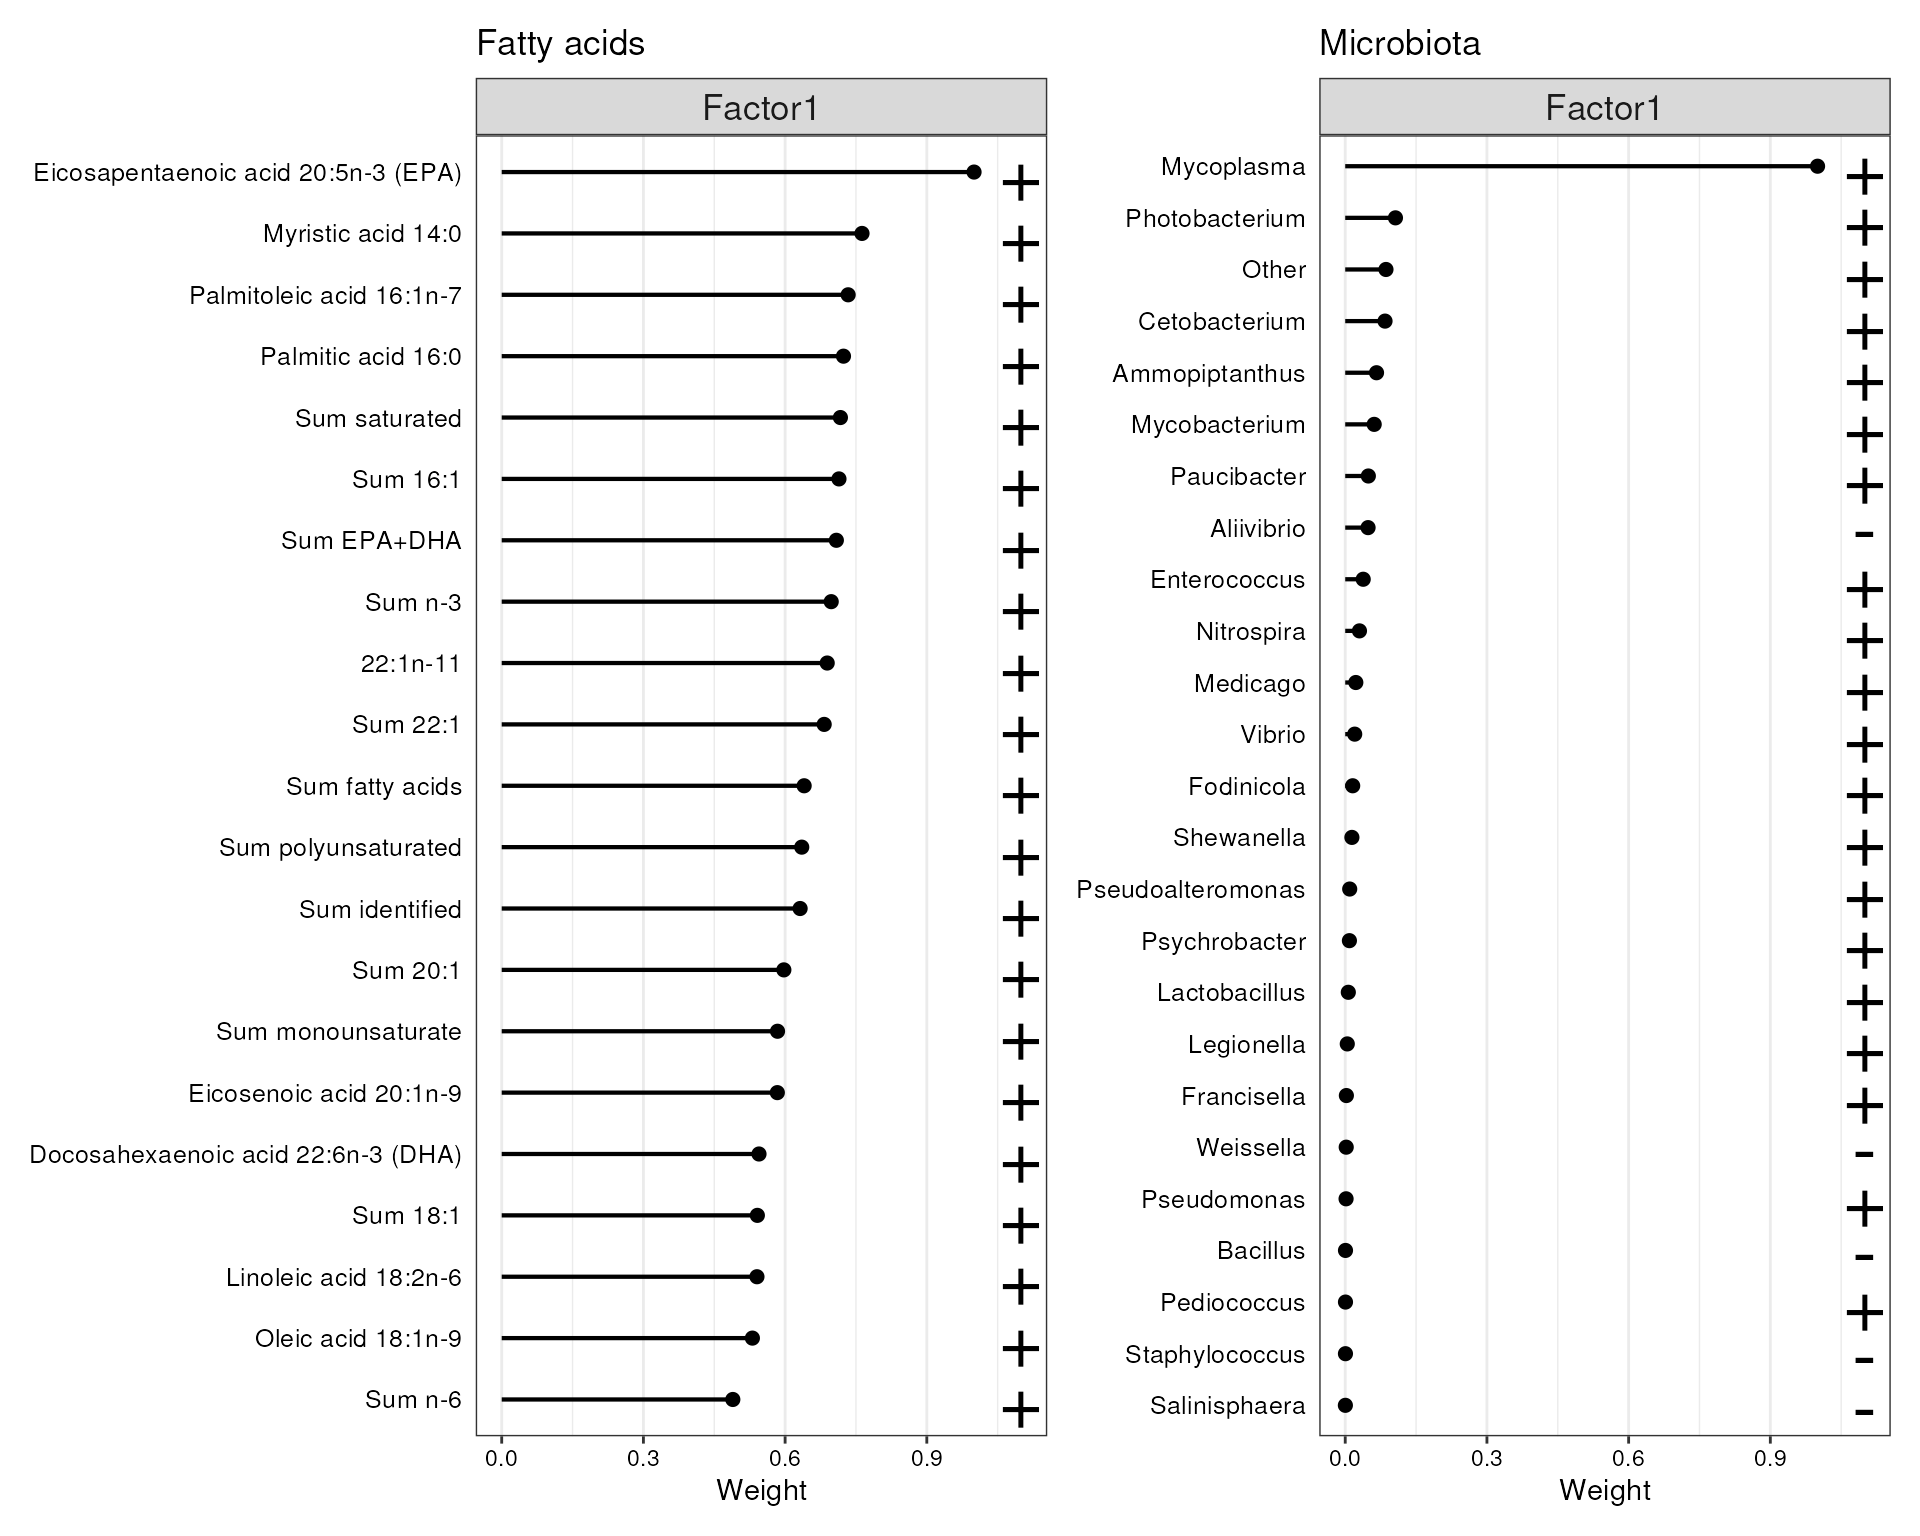 Fatty acids
Factor1
Eicosapentaenoic acid 20:5n-3 (EPA) +
Myristic acid 14:0 +
Palmitoleic acid 16:1n-7 +
Palmitic acid 16:0 +
Sum saturated +
Sum 16:1 +
Sum EPA+DHA +
Sum n-3 +
22:1n-11 +
Sum 22:1 +
Sum fatty acids +
Sum polyunsaturated +
Sum identified +
Sum 20:1 +
Sum monounsaturate +
Eicosenoic acid 20:1n-9 +
Docosahexaenoic acid 22:6n-3 (DHA) +
Sum 18:1 +
Linoleic acid 18:2n-6 +
Oleic acid 18:1n-9 +
Sum n-6 +
0.0 0.3 0.6 0.9
Weight
Microbiota
Factor1
Mycoplasma +
Photobacterium +
Other +
Cetobacterium +
Ammopiptanthus +
Mycobacterium +
Paucibacter +
Aliivibrio -
Enterococcus +
Nitrospira +
Medicago +
Vibrio +
Fodinicola +
Shewanella +
Pseudoalteromonas +
Psychrobacter +
Lactobacillus +
Legionella +
Francisella +
Weissella -
Pseudomonas +
Bacillus -
Pediococcus +
Staphylococcus -
Salinisphaera -
0.0 0.3 0.6 0.9
Weight